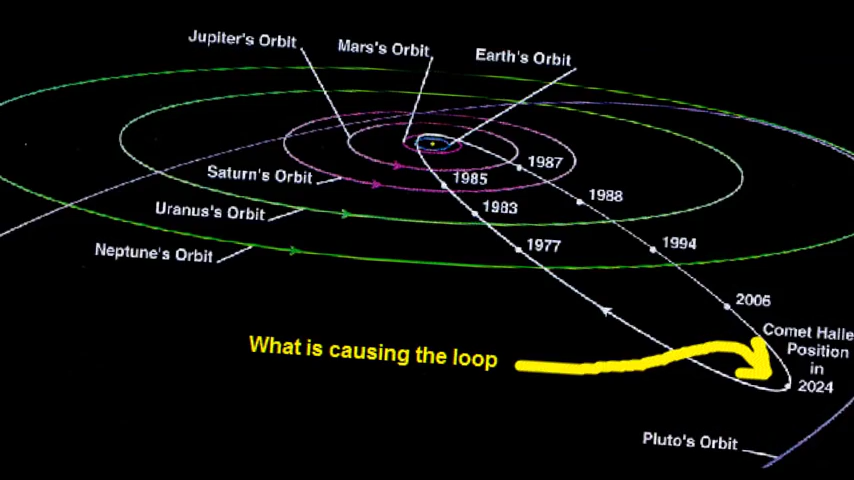 Jupiter's Orbit
Mars's Orbit
Earth's Orbit
Saturn's Orbit
Uranus's Orbit
Neptune's Orbit
1985
1983
1977
1987
1988
1994
2006
Comet Halle
Position
in
2024
What is causing the loop
Pluto's Orbit